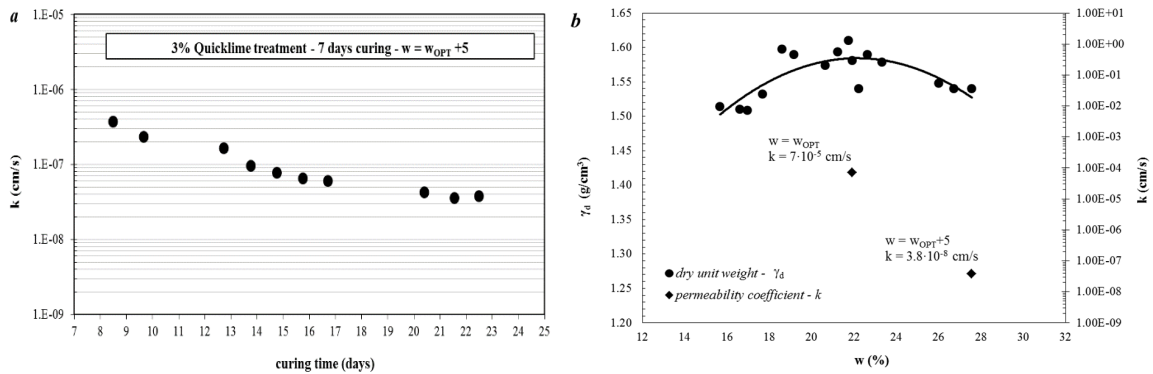 a
3% Quicklime treatment - 7 days curing - w = wOPT +5
1.E-05
1.E-06
1.E-07
1.E-08
1.E-09
k (cm/s)
7 8 9 10 11 12 13 14 15 16 17 18 19 20 21 22 23 24 25
curing time (days)
b
1.65
1.60
1.55
1.50
1.45
1.40
1.35
1.30
1.25
1.20
γd (g/cm³)
w = wOPT
k = 7·10⁻⁵ cm/s
w = wOPT+5
k = 3.8·10⁻⁸ cm/s
dry unit weight - γd
permeability coefficient - k
1.00E+01
1.00E+00
1.00E-01
1.00E-02
1.00E-03
1.00E-04
1.00E-05
1.00E-06
1.00E-07
1.00E-08
1.00E-09
k (cm/s)
12 14 16 18 20 22 24 26 28 30 32
w (%)